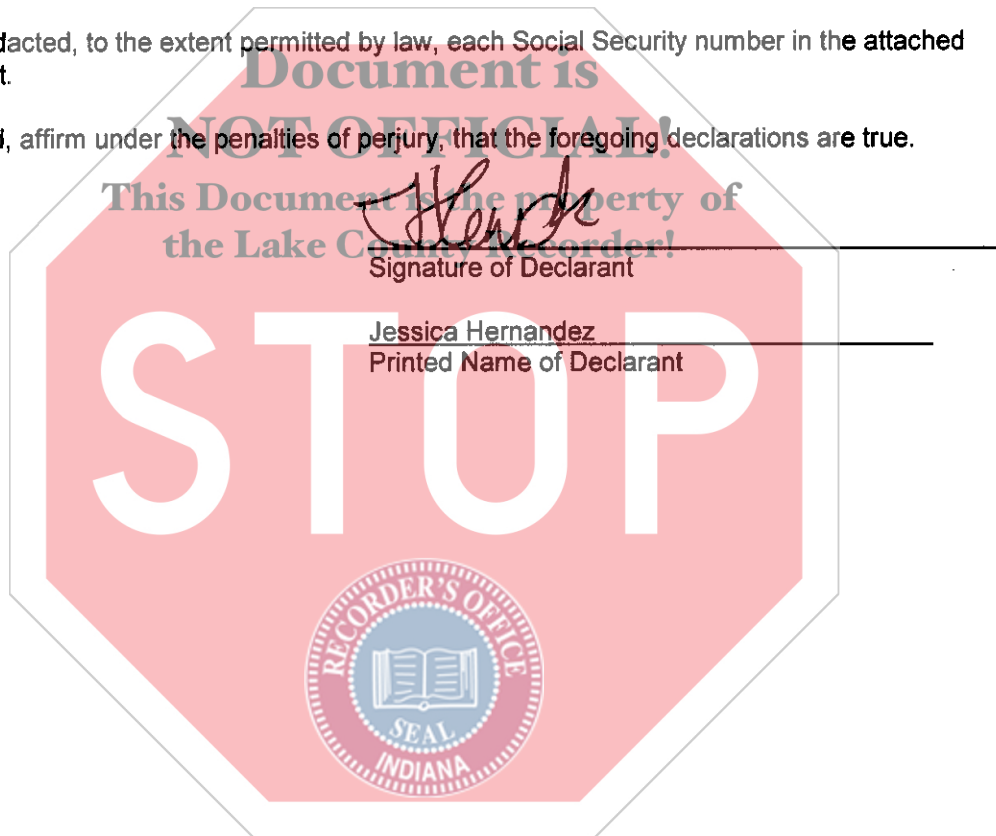 dacted, to the extent permitted by law, each Social Security number in the attached
t.
Document is
, affirm under the penalties of perjury, that the foregoing declarations are true.
NOT OFFICIAL!
This Document is the property of
the Lake County Recorder!
Signature of Declarant
Jessica Hernandez
Printed Name of Declarant
STOP
RECORDER'S OFFICE
SEAL
INDIANA